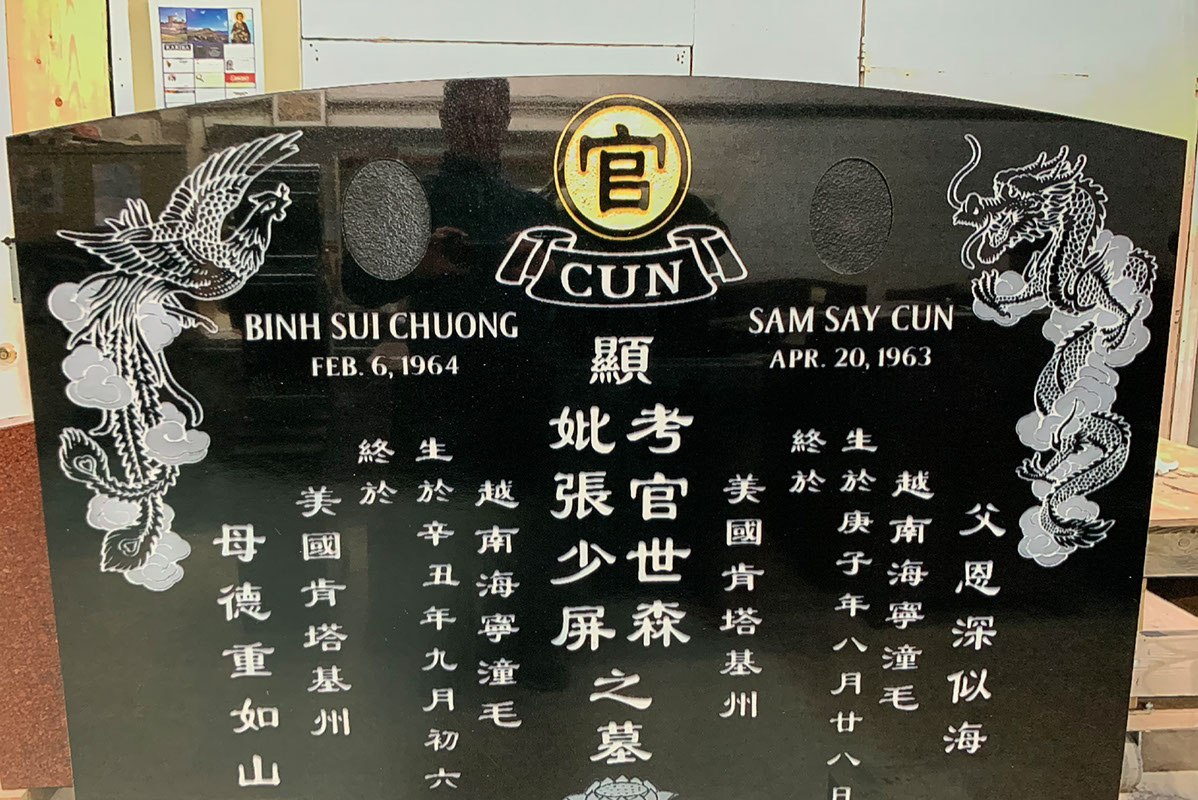 官
CUN
BINH SUI CHUONG
FEB. 6, 1964
SAM SAY CUN
APR. 20, 1963
顯
考官世森
妣張少屏
之墓
父恩深似海
越南海寧潼毛
生於庚子年八月廿八日
終於
美國肯塔基州
越南海寧潼毛
生於辛丑年九月初六
終於
美國肯塔基州
母德重如山